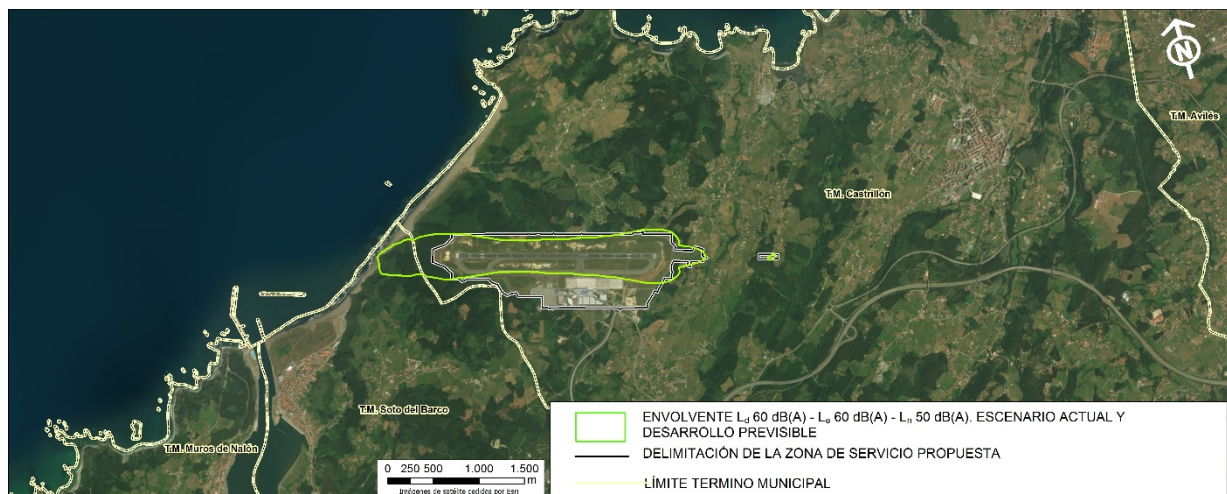 N
T.M. Avilés
T.M. Castrillón
T.M. Soto del Barco
T.M. Muros de Nalón
0 250 500 1.000 1.500
m
Imágenes de satélite cedidas por Esri
ENVOLVENTE Ld 60 dB(A) - Le 60 dB(A) - Ln 50 dB(A). ESCENARIO ACTUAL Y
DESARROLLO PREVISIBLE
DELIMITACIÓN DE LA ZONA DE SERVICIO PROPUESTA
LÍMITE TERMINO MUNICIPAL